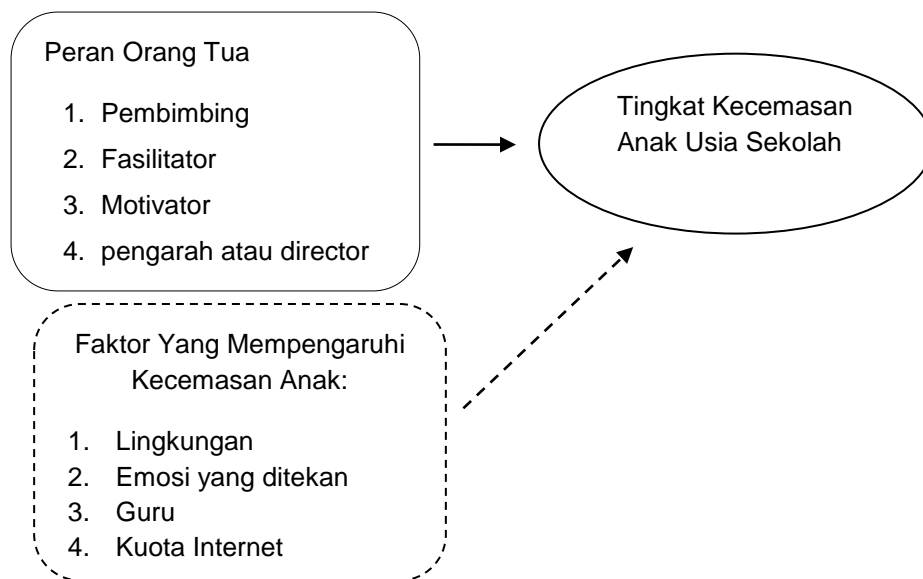 Peran Orang Tua
1. Pembimbing
2. Fasilitator
3. Motivator
4. pengarah atau director
Tingkat Kecemasan
Anak Usia Sekolah
Faktor Yang Mempengaruhi
Kecemasan Anak:
1. Lingkungan
2. Emosi yang ditekan
3. Guru
4. Kuota Internet